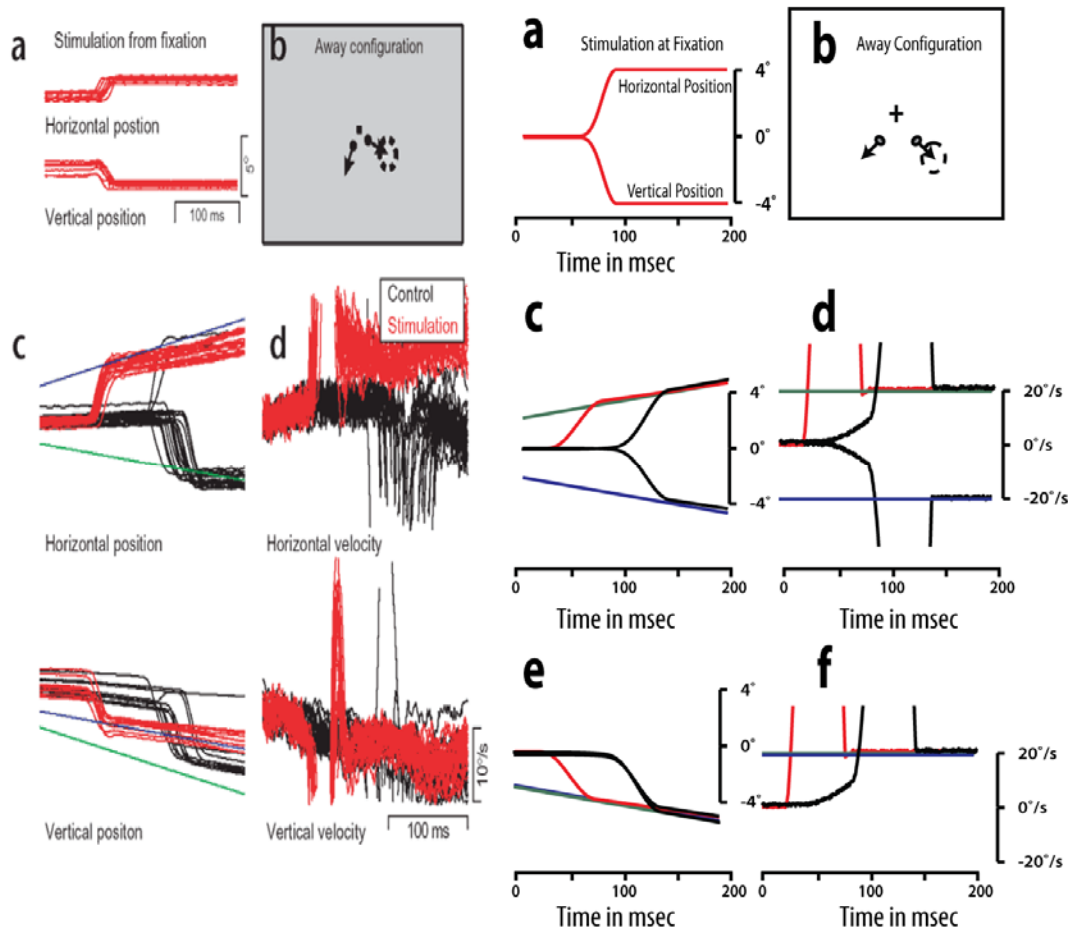 a
Stimulation from fixation
Horizontal postion
5°
Vertical position
100 ms
b
Away configuration
c
Horizontal position
d
Control
Stimulation
Horizontal velocity
Vertical positon
10°/s
Vertical velocity
100 ms
a
Stimulation at Fixation
4°
Horizontal Position
0°
Vertical Position
-4°
0 100 200
Time in msec
b
Away Configuration
c
4°
0°
-4°
0 100 200
Time in msec
d
20°/s
0°/s
-20°/s
0 100 200
Time in msec
e
4°
0°
-4°
0 100 200
Time in msec
f
20°/s
0°/s
-20°/s
0 100 200
Time in msec